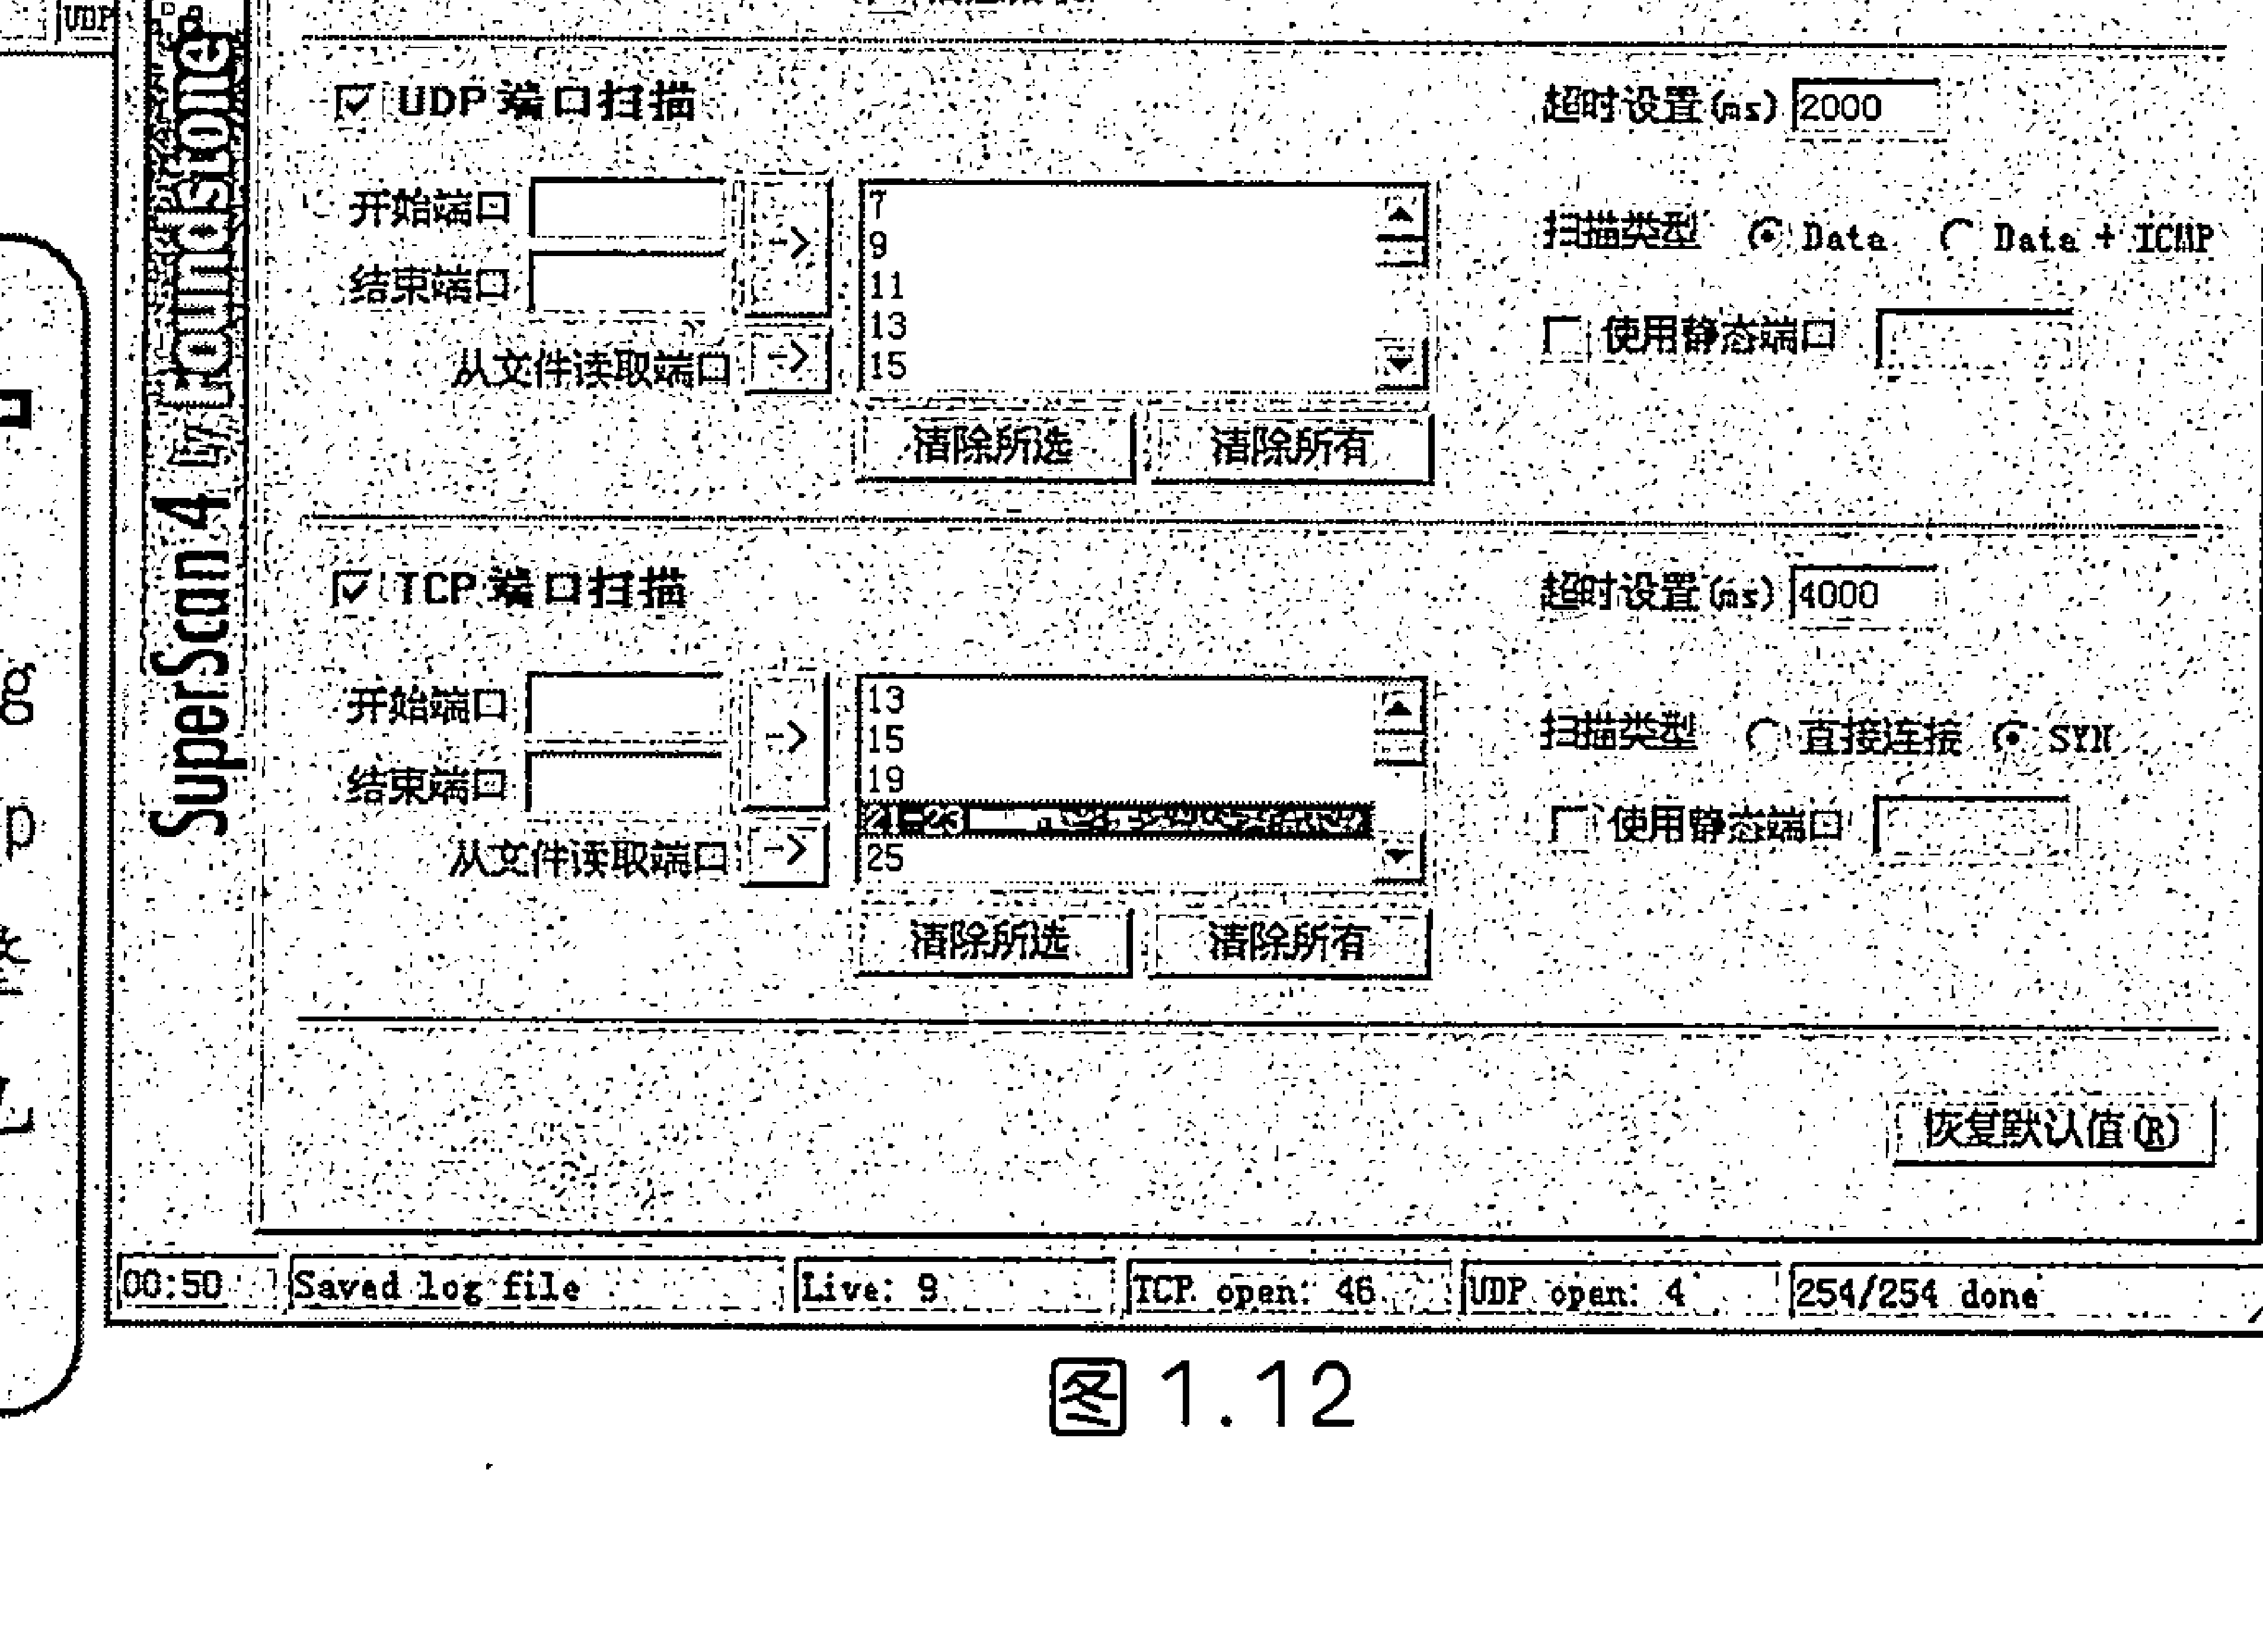 UDP
SuperScan 4 by Foundstone
UDP 端口扫描
超时设置(ms) 2000
开始端口
结束端口
从文件读取端口
7
9
11
13
15
扫描类型 Data Data + ICMP
使用静态端口
清除所选 清除所有
TCP 端口扫描
超时设置(ms) 4000
开始端口
结束端口
从文件读取端口
13
15
19
21-23
25
扫描类型 直接连接 SYN
使用静态端口
清除所选 清除所有
恢复默认值(R)
00:50 Saved log file Live: 9 TCP open: 46 UDP open: 4 254/254 done
图 1.12
g
p